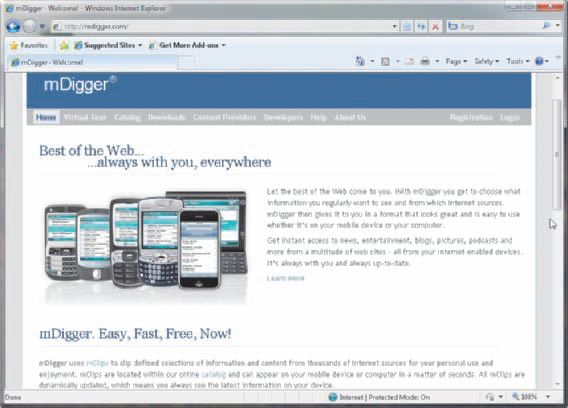 mDigger - Welcome! - Windows Internet Explorer
http://mdigger.com/
Bing
Favorites Suggested Sites Get More Add-ons
mDigger - Welcome!
Page Safety Tools
mDigger®
Home Virtual Tour Catalog Downloads Content Providers Developers Help About Us Registration Login
Best of the Web...
...always with you, everywhere
Let the best of the Web come to you. With mDigger you get to choose what
information you regularly want to see and from which Internet sources.
mDigger then gives it to you in a format that looks great and is easy to use
whether it's on your mobile device or your computer.
Get instant access to news, entertainment, blogs, pictures, podcasts and
more from a multitude of web sites - all from your internet-enabled devices.
It's always with you and always up-to-date.
Learn More
mDigger. Easy, Fast, Free, Now!
mDigger uses mClips to clip defined selections of information and content from thousands of Internet sources for your personal use and
enjoyment. mClips are located within our online catalog and can appear on your mobile device or computer in a matter of seconds. All mClips are
dynamically updated, which means you always see the latest information on your device.
Done Internet | Protected Mode: On 100%